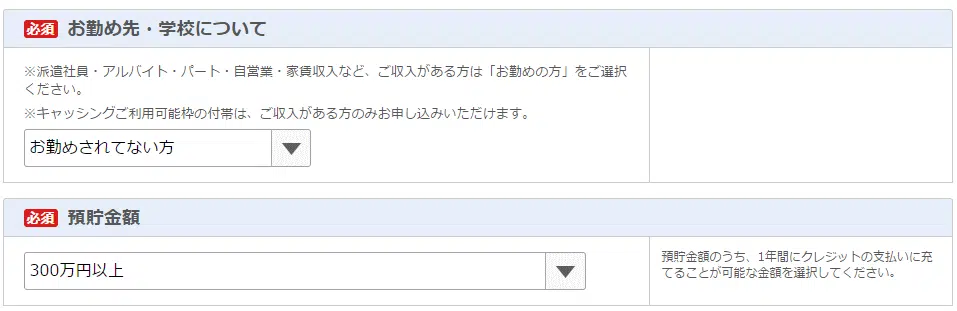 必須 お勤め先・学校について
※派遣社員・アルバイト・パート・自営業・家賃収入など、ご収入がある方は「お勤めの方」をご選択
ください。
※キャッシングご利用可能枠の付帯は、ご収入がある方のみお申し込みいただけます。
お勤めされてない方
必須 預貯金額
300万円以上
預貯金額のうち、1年間にクレジットの支払いに充
てることが可能な金額を選択してください。